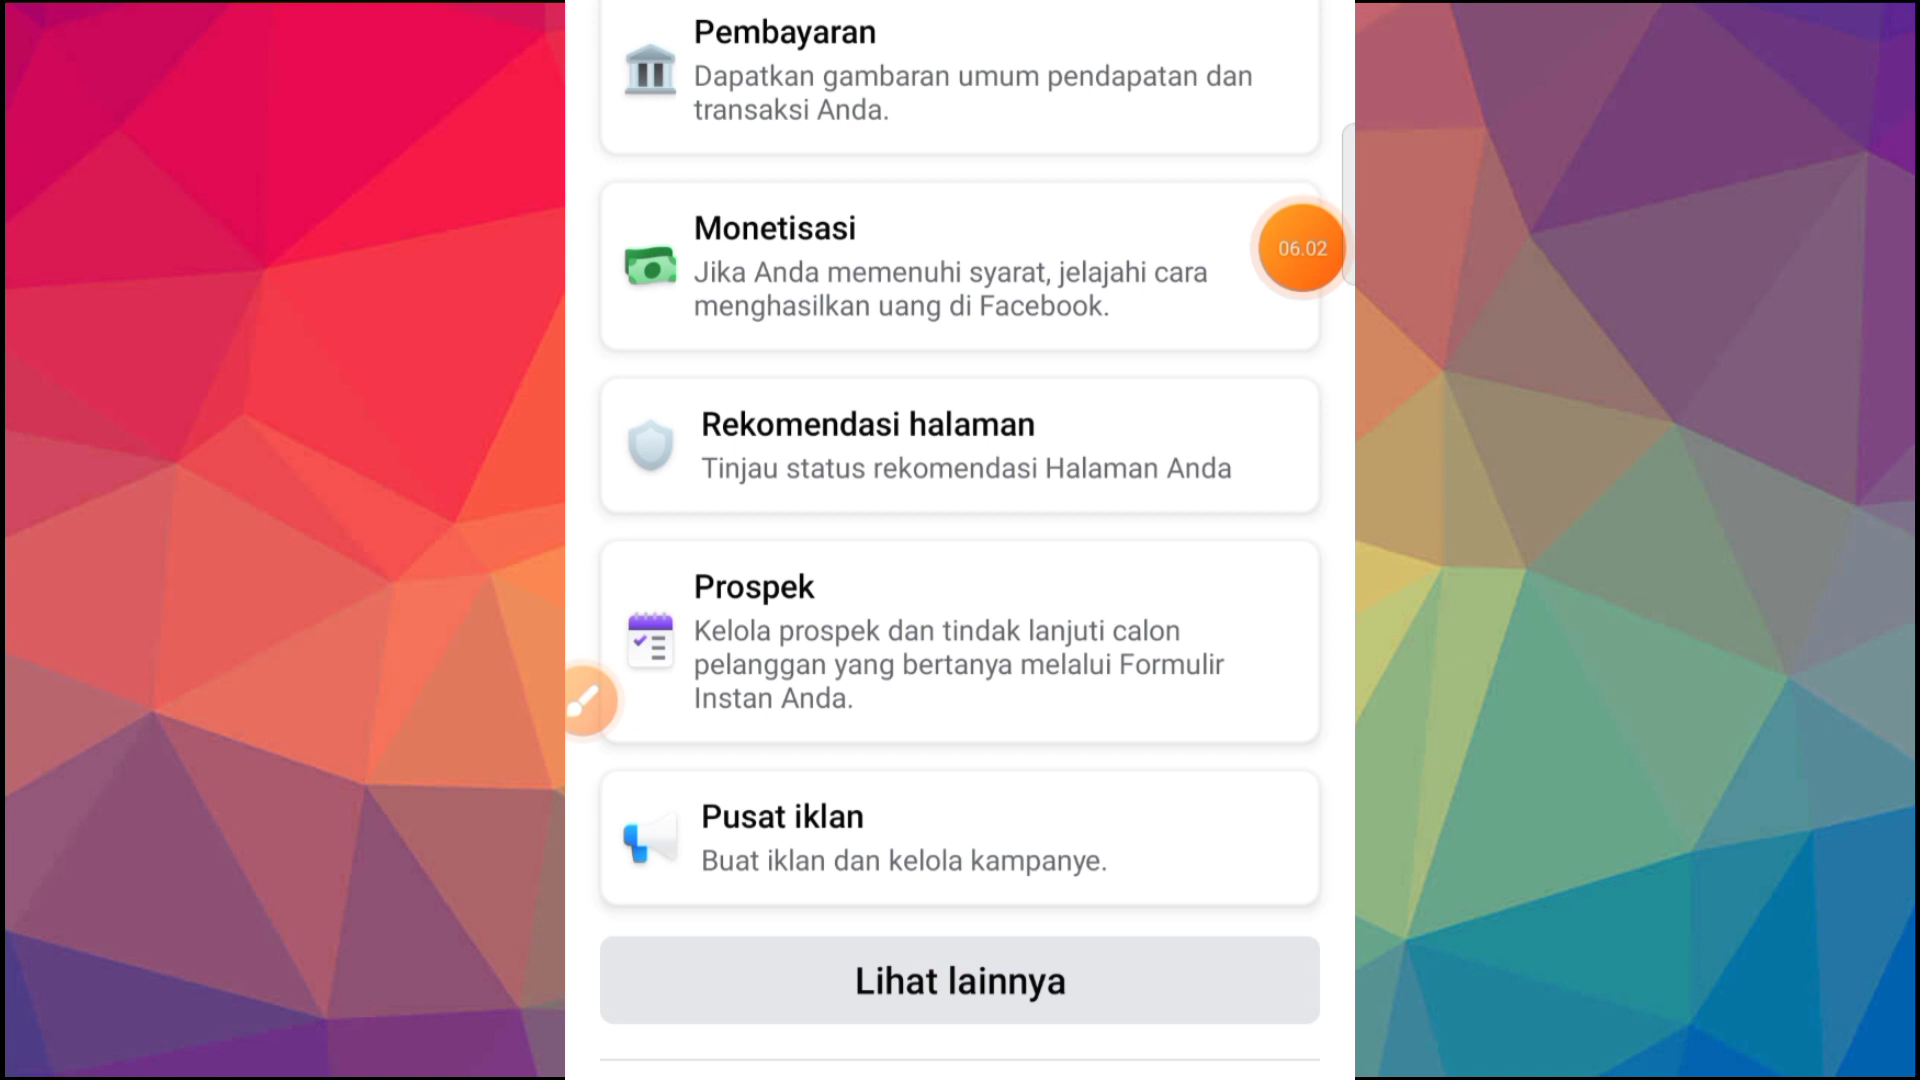 Pembayaran
Dapatkan gambaran umum pendapatan dan
transaksi Anda.
Monetisasi
Jika Anda memenuhi syarat, jelajahi cara
menghasilkan uang di Facebook.
06.02
Rekomendasi halaman
Tinjau status rekomendasi Halaman Anda
Prospek
Kelola prospek dan tindak lanjuti calon
pelanggan yang bertanya melalui Formulir
Instan Anda.
Pusat iklan
Buat iklan dan kelola kampanye.
Lihat lainnya